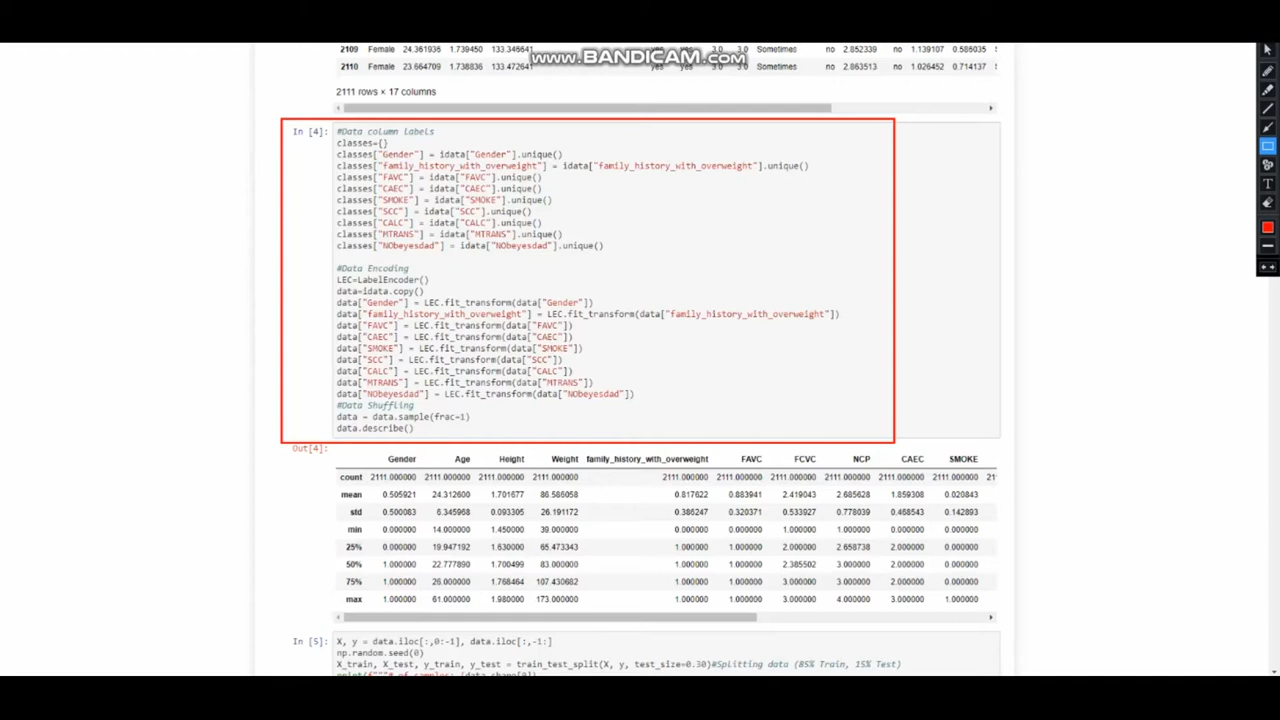 2109 Female 24.361936 1.739450 133.346641 yes yes 3.0 3.0 Sometimes no 2.852339 no 1.139107 0.586035
www.BANDICAM.com
2110 Female 23.664709 1.738836 133.472641 yes yes 3.0 3.0 Sometimes no 2.863513 no 1.026452 0.714137
2111 rows × 17 columns
In [4]: #Data column labels
classes={}
classes["Gender"] = idata["Gender"].unique()
classes["family_history_with_overweight"] = idata["family_history_with_overweight"].unique()
classes["FAVC"] = idata["FAVC"].unique()
classes["CAEC"] = idata["CAEC"].unique()
classes["SMOKE"] = idata["SMOKE"].unique()
classes["SCC"] = idata["SCC"].unique()
classes["CALC"] = idata["CALC"].unique()
classes["MTRANS"] = idata["MTRANS"].unique()
classes["NObeyesdad"] = idata["NObeyesdad"].unique()
#Data Encoding
LEC=LabelEncoder()
data=idata.copy()
data["Gender"] = LEC.fit_transform(data["Gender"])
data["family_history_with_overweight"] = LEC.fit_transform(data["family_history_with_overweight"])
data["FAVC"] = LEC.fit_transform(data["FAVC"])
data["CAEC"] = LEC.fit_transform(data["CAEC"])
data["SMOKE"] = LEC.fit_transform(data["SMOKE"])
data["SCC"] = LEC.fit_transform(data["SCC"])
data["CALC"] = LEC.fit_transform(data["CALC"])
data["MTRANS"] = LEC.fit_transform(data["MTRANS"])
data["NObeyesdad"] = LEC.fit_transform(data["NObeyesdad"])
#Data Shuffling
data = data.sample(frac=1)
data.describe()
Out[4]:
Gender Age Height Weight family_history_with_overweight FAVC FCVC NCP CAEC SMOKE
count 2111.000000 2111.000000 2111.000000 2111.000000 2111.000000 2111.000000 2111.000000 2111.000000 2111.000000 2111.000000
mean 0.505921 24.312600 1.701677 86.586058 0.817622 0.883941 2.419043 2.685628 1.859308 0.020843
std 0.500083 6.345968 0.093305 26.191172 0.386247 0.320371 0.533927 0.778039 0.468543 0.142893
min 0.000000 14.000000 1.450000 39.000000 0.000000 0.000000 1.000000 1.000000 0.000000 0.000000
25% 0.000000 19.947192 1.630000 65.473343 1.000000 1.000000 2.000000 2.658738 2.000000 0.000000
50% 1.000000 22.777890 1.700499 83.000000 1.000000 1.000000 2.385502 3.000000 2.000000 0.000000
75% 1.000000 26.000000 1.768464 107.430682 1.000000 1.000000 3.000000 3.000000 2.000000 0.000000
max 1.000000 61.000000 1.980000 173.000000 1.000000 1.000000 3.000000 4.000000 3.000000 1.000000
In [5]: X, y = data.iloc[:,0:-1], data.iloc[:,-1:]
np.random.seed(0)
X_train, X_test, y_train, y_test = train_test_split(X, y, test_size=0.30)#Splitting data (85% Train, 15% Test)